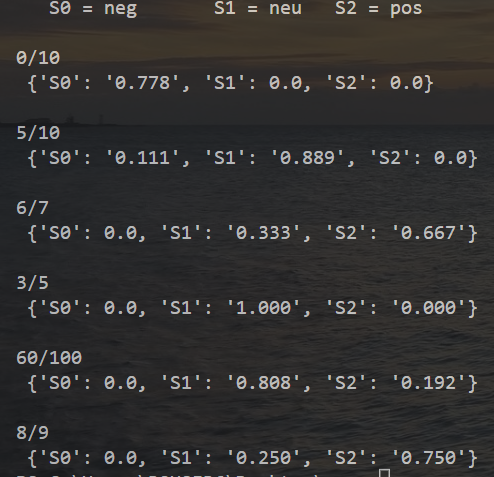 S0 = neg S1 = neu S2 = pos
0/10
{'S0': '0.778', 'S1': 0.0, 'S2': 0.0}
5/10
{'S0': '0.111', 'S1': '0.889', 'S2': 0.0}
6/7
{'S0': 0.0, 'S1': '0.333', 'S2': '0.667'}
3/5
{'S0': 0.0, 'S1': '1.000', 'S2': '0.000'}
60/100
{'S0': 0.0, 'S1': '0.808', 'S2': '0.192'}
8/9
{'S0': 0.0, 'S1': '0.250', 'S2': '0.750'}